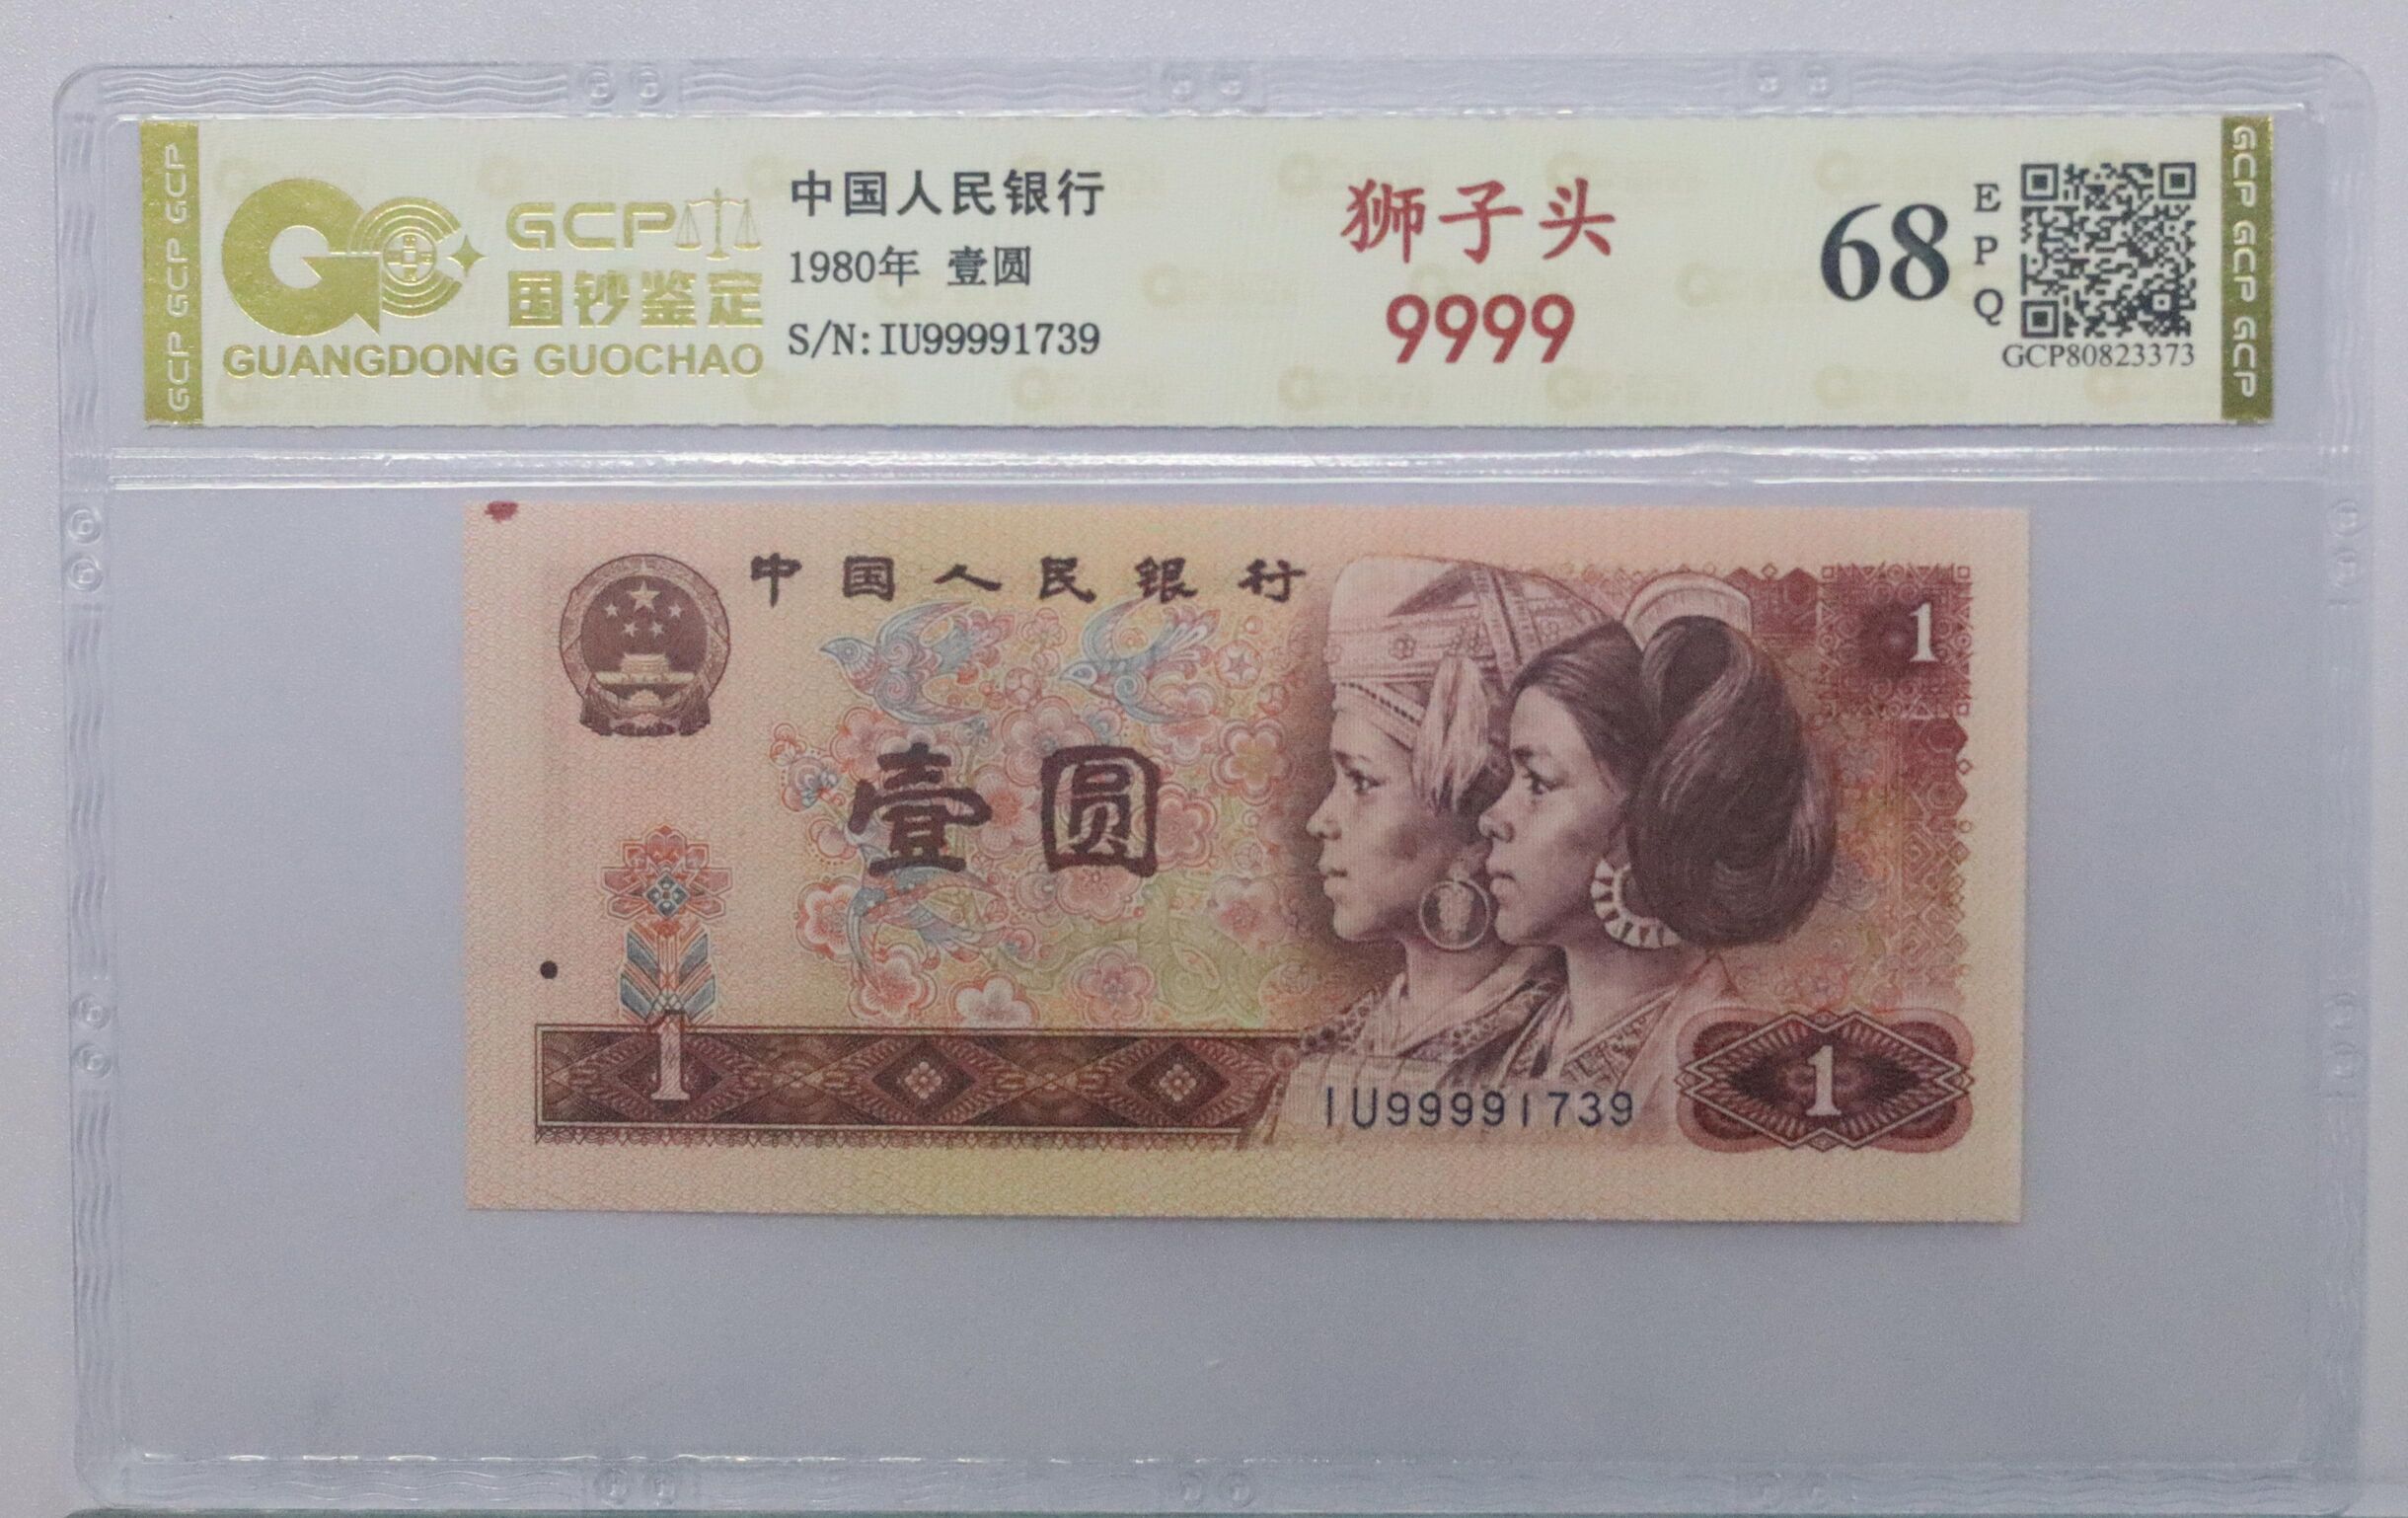 GCP GCP GCP
GCP
国钞鉴定
GUANGDONG GUOCHAO
中国人民银行
1980年 壹圆
S/N:IU99991739
狮子头
9999
68
E
P
Q
GCP80823373
GCP GCP GCP
中国人民银行
1
壹圆
1
IU99991739
1